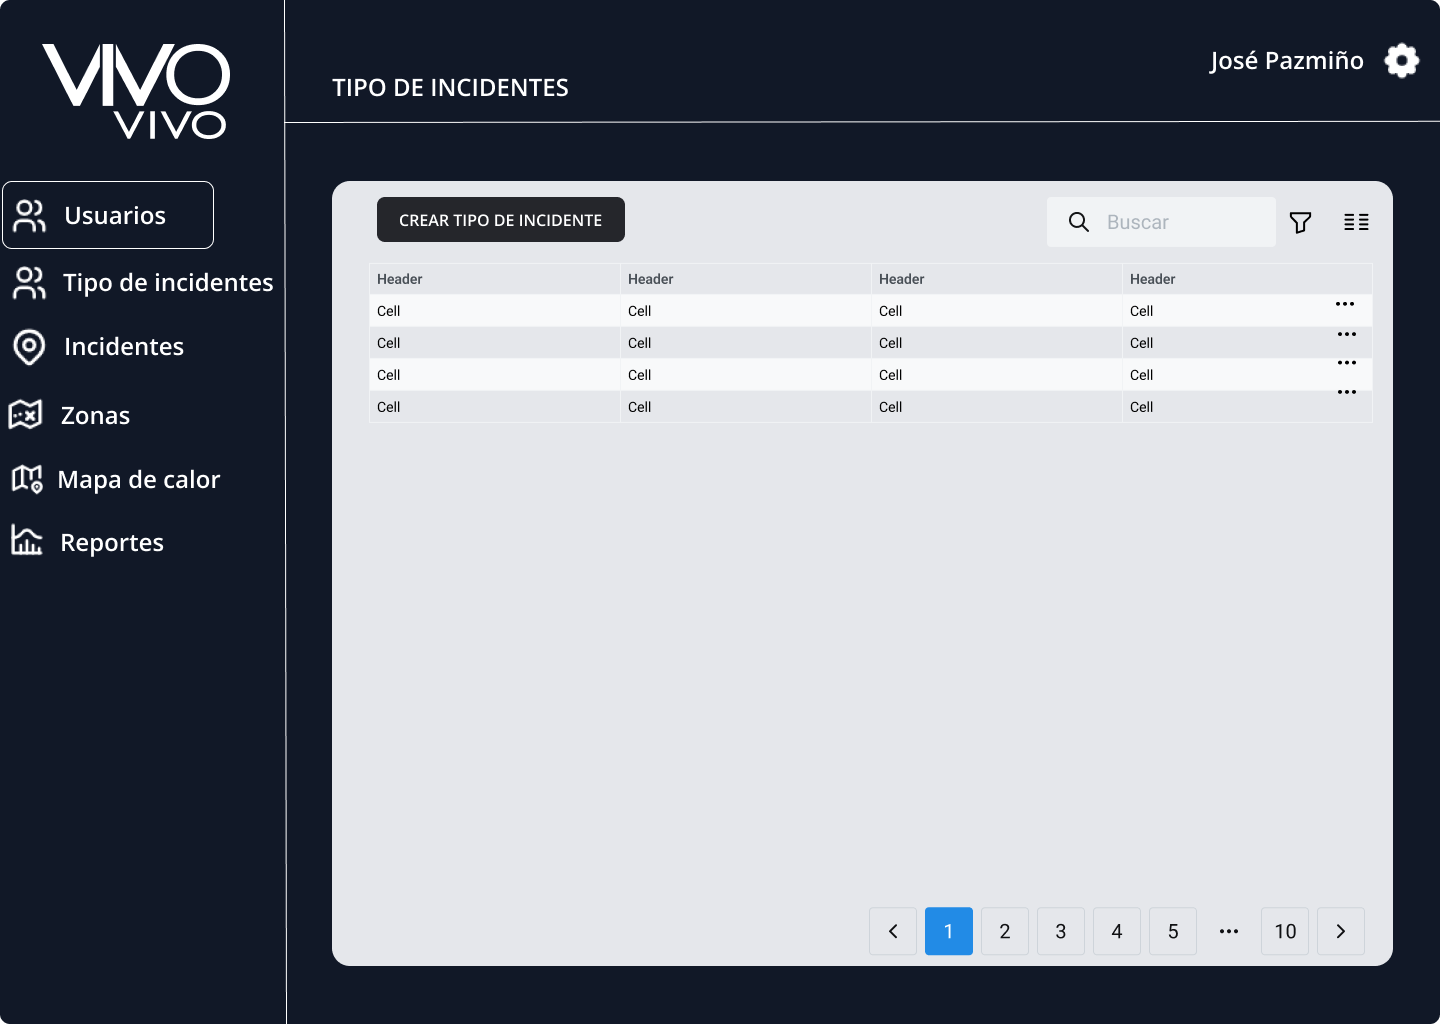 VIVO
VIVO
José Pazmiño
TIPO DE INCIDENTES
Usuarios
Tipo de incidentes
Incidentes
Zonas
Mapa de calor
Reportes
CREAR TIPO DE INCIDENTE
Buscar
Header Header Header Header
Cell Cell Cell Cell •••
Cell Cell Cell Cell •••
Cell Cell Cell Cell •••
Cell Cell Cell Cell •••
< 1 2 3 4 5 ••• 10 >